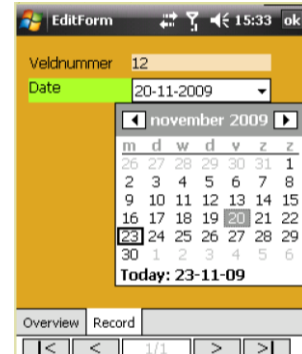 EditForm 15:33 ok
Veldnummer 12
Date 20-11-2009
november 2009
m d w d v z z
26 27 28 29 30 31 1
2 3 4 5 6 7 8
9 10 11 12 13 14 15
16 17 18 19 20 21 22
23 24 25 26 27 28 29
30 1 2 3 4 5 6
Today: 23-11-09
Overview Record
|< < 1/1 > >|